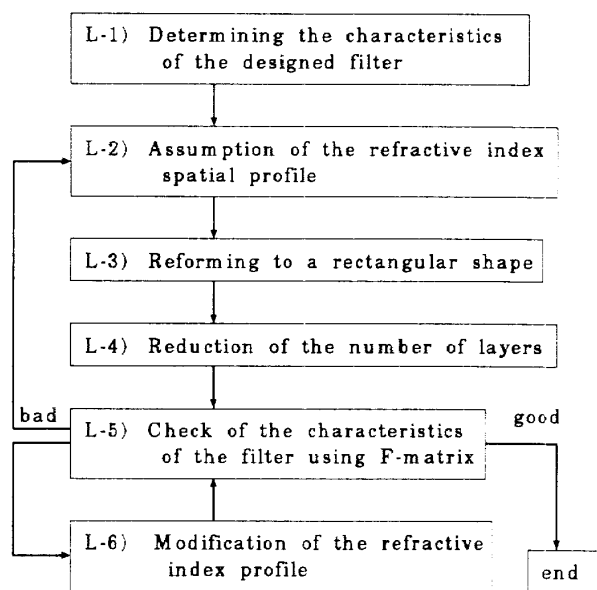 L-1) Determining the characteristics
of the designed filter
L-2) Assumption of the refractive index
spatial profile
L-3) Reforming to a rectangular shape
L-4) Reduction of the number of layers
bad
good
L-5) Check of the characteristics
of the filter using F-matrix
L-6) Modification of the refractive
index profile
end